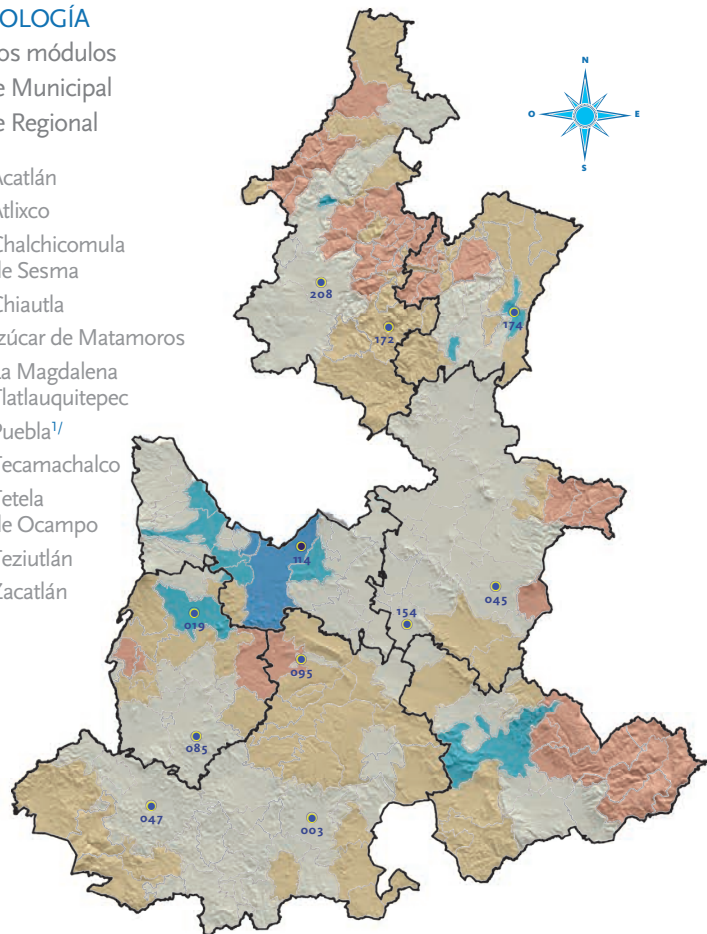 OLOGÍA
os módulos
e Municipal
e Regional
Acatlán
Atlixco
Chalchicomula
de Sesma
Chiautla
Izúcar de Matamoros
La Magdalena
Tlatlauquitepec
Puebla1/
Tecamachalco
Tetela
de Ocampo
Teziutlán
Zacatlán
N
O
E
S
208
172
174
114
045
154
019
095
085
047
003